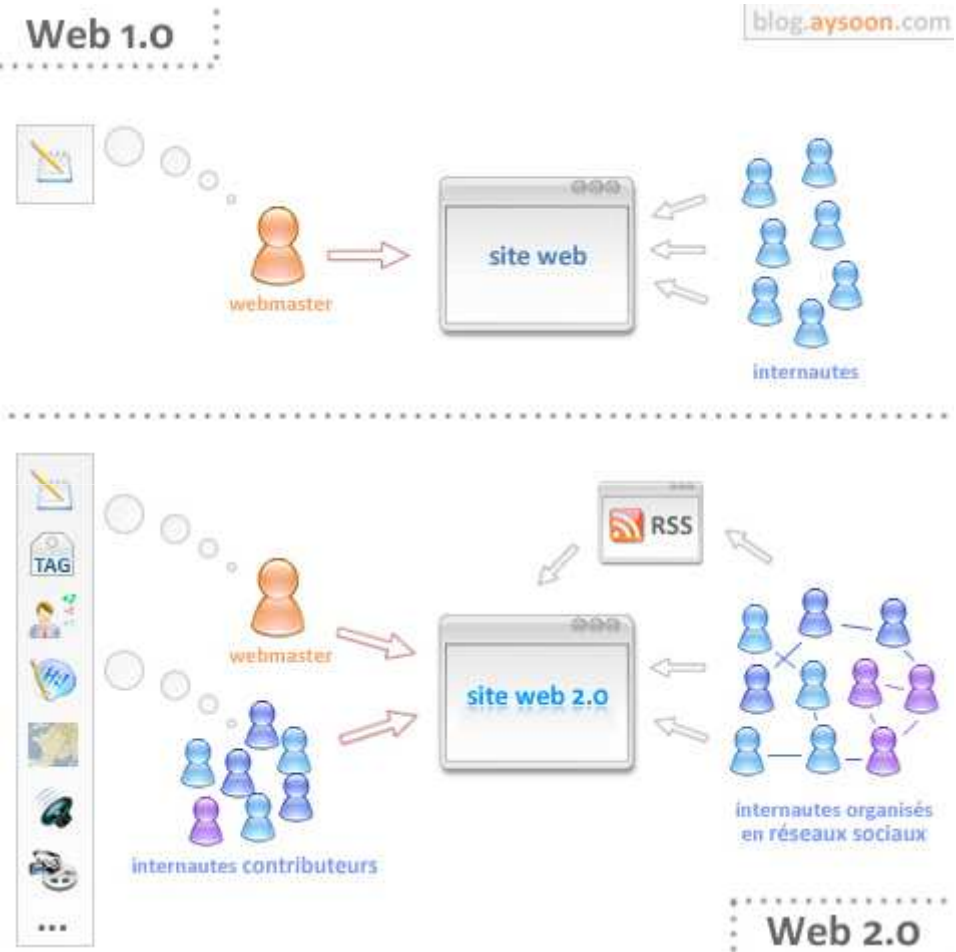 Web 1.0
blog.aysoon.com
site web
webmaster
internautes
TAG
Hi!
RSS
webmaster
site web 2.0
internautes organisés
en réseaux sociaux
internautes contributeurs
...
Web 2.0